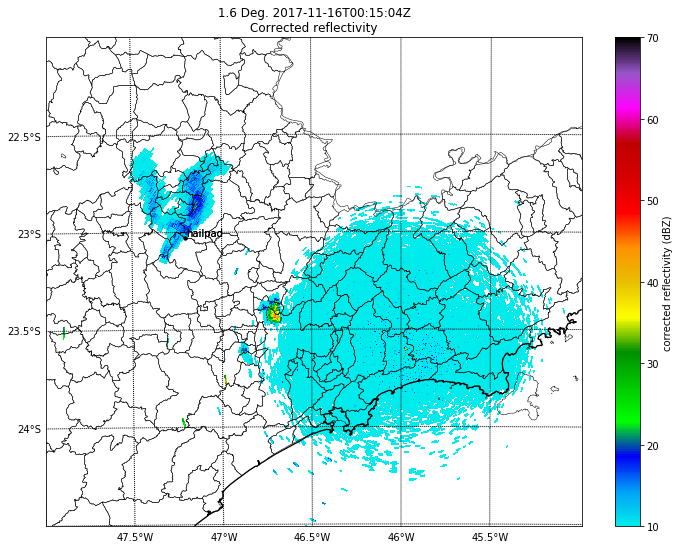 1.6 Deg. 2017-11-16T00:15:04Z
Corrected reflectivity
70
60
50
40
30
20
10
corrected reflectivity (dBZ)
22.5°S
23°S
23.5°S
24°S
hailpad
47.5°W
47°W
46.5°W
46°W
45.5°W